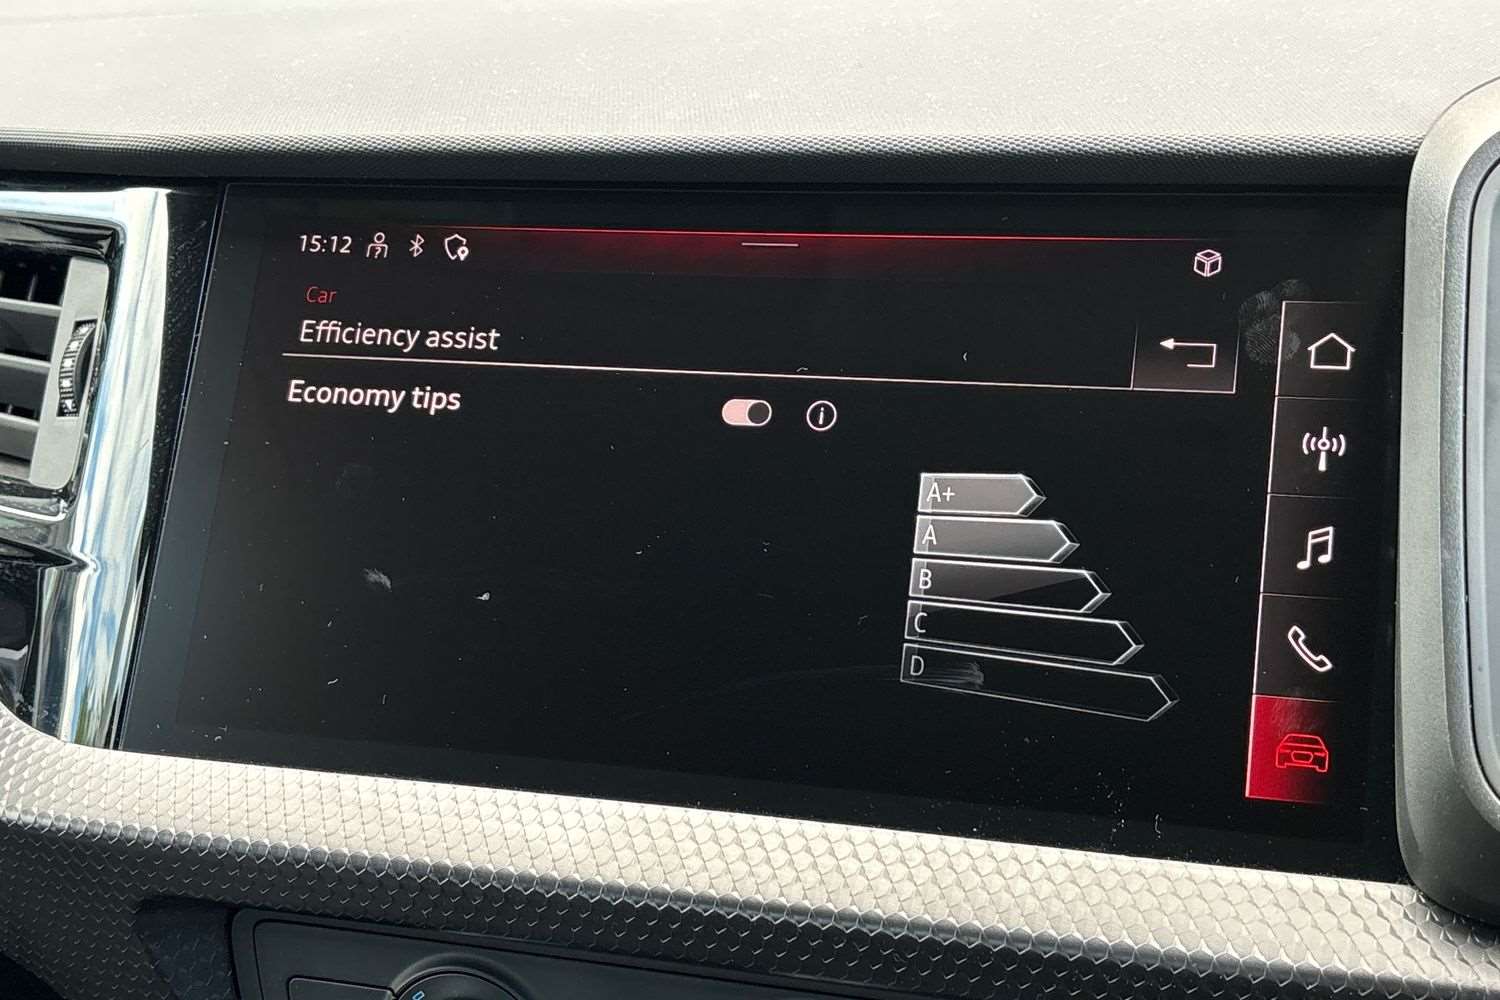 15:12
Car
Efficiency assist
Economy tips
A+
A
B
C
D